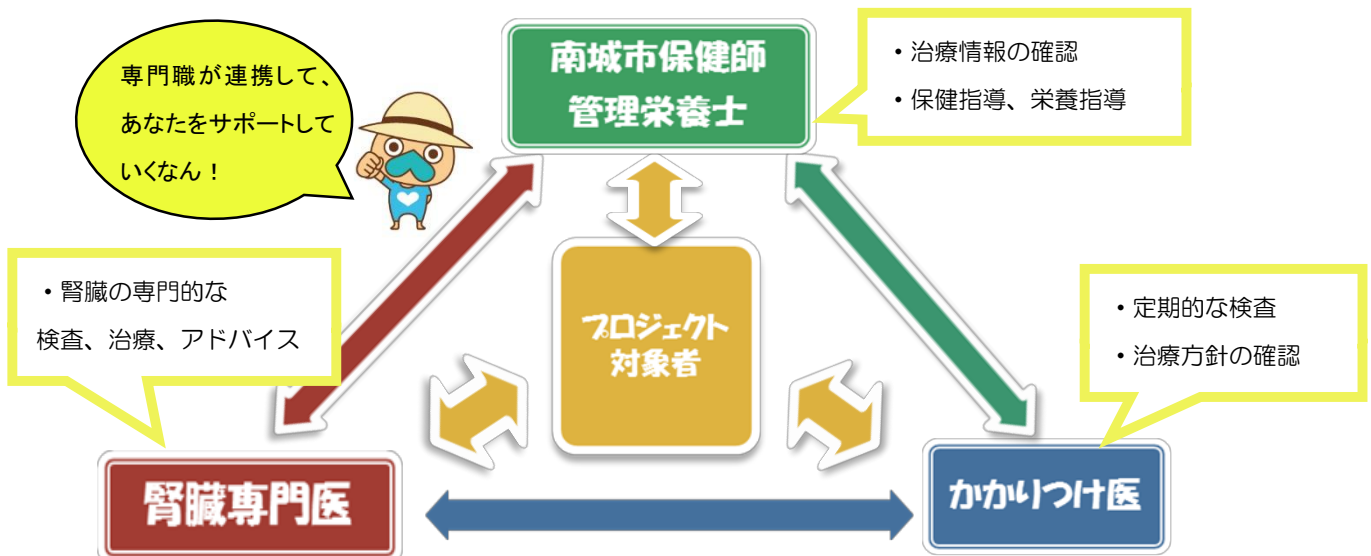 専門職が連携して、
あなたをサポートして
いくなん！
南城市保健師
管理栄養士
・治療情報の確認
・保健指導、栄養指導
・腎臓の専門的な
検査、治療、アドバイス
プロジェクト
対象者
・定期的な検査
・治療方針の確認
腎臓専門医
かかりつけ医